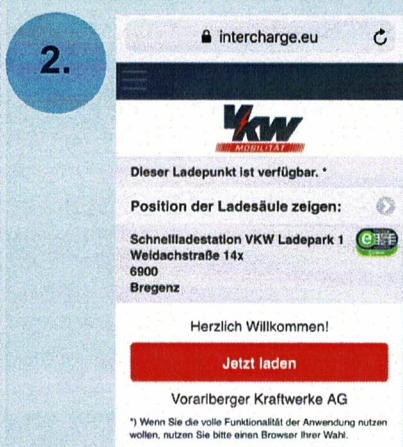 2.
intercharge.eu
VKW
MOBILITÄT
Dieser Ladepunkt ist verfügbar. *
Position der Ladesäule zeigen:
Schnellladestation VKW Ladepark 1
Weidachstraße 14x
6900
Bregenz
Herzlich Willkommen!
Jetzt laden
Vorarlberger Kraftwerke AG
*) Wenn Sie die volle Funktionalität der Anwendung nutzen
wollen, nutzen Sie bitte einen Browser Ihrer Wahl.